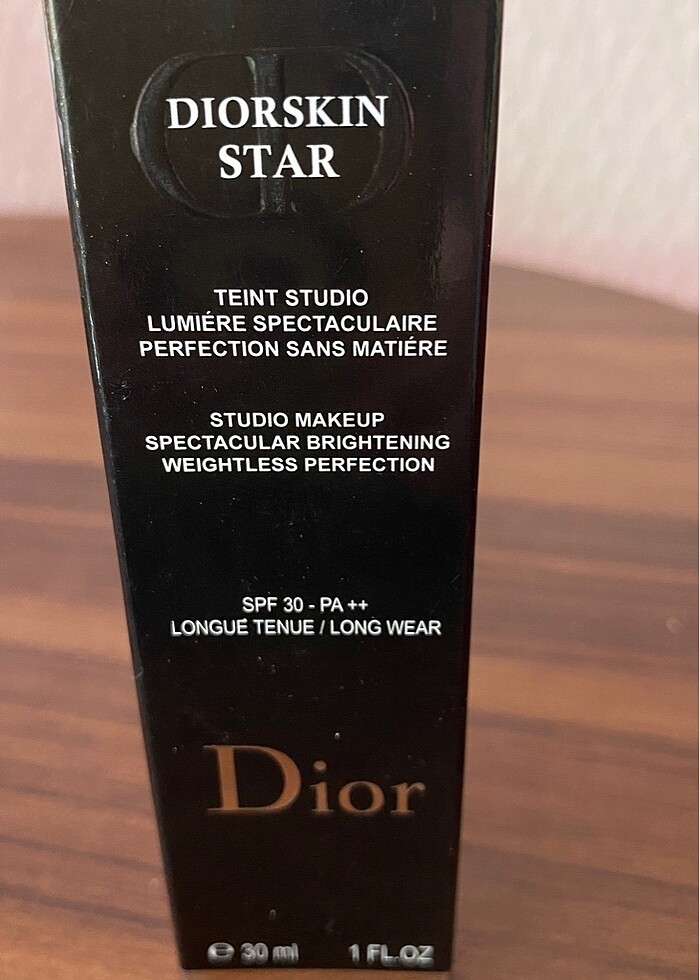 DIORSKIN
STAR
TEINT STUDIO
LUMIÉRE SPECTACULAIRE
PERFECTION SANS MATIÉRE
STUDIO MAKEUP
SPECTACULAR BRIGHTENING
WEIGHTLESS PERFECTION
SPF 30 - PA ++
LONGUE TENUE / LONG WEAR
Dior
℮ 30 ml 1 FL.OZ